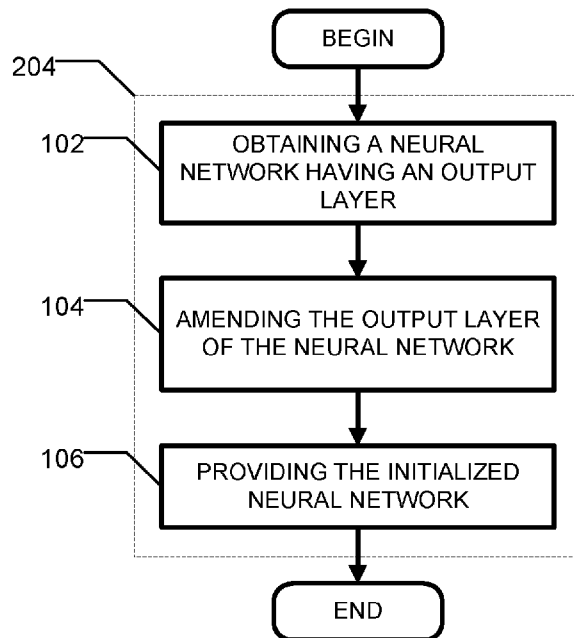 BEGIN
204
102
OBTAINING A NEURAL
NETWORK HAVING AN OUTPUT
LAYER
104
AMENDING THE OUTPUT LAYER
OF THE NEURAL NETWORK
106
PROVIDING THE INITIALIZED
NEURAL NETWORK
END